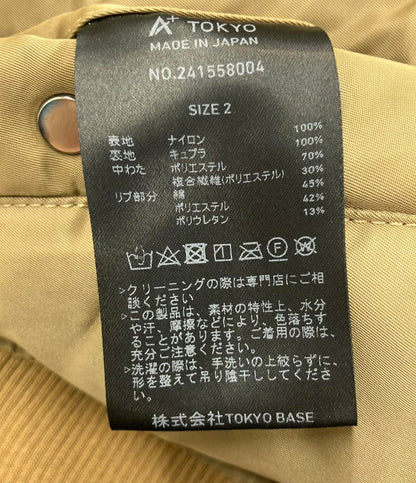 A+ TOKYO
MADE IN JAPAN
NO.241558004
SIZE 2
表地 ナイロン 100%
裏地 キュプラ 100%
中わた ポリエステル 70%
複合繊維(ポリエステル) 30%
リブ部分 綿 45%
ポリエステル 42%
ポリウレタン 13%
>クリーニングの際は専門店にご相
談ください
>この製品は、素材の特性上、水分
や汗、摩擦などにより、色落ちす
ることがあります。ご着用の際は、
充分ご注意ください。
>洗濯の際は、手洗いの上絞らずに、
形を整えて吊り陰干ししてください
株式会社TOKYO BASE